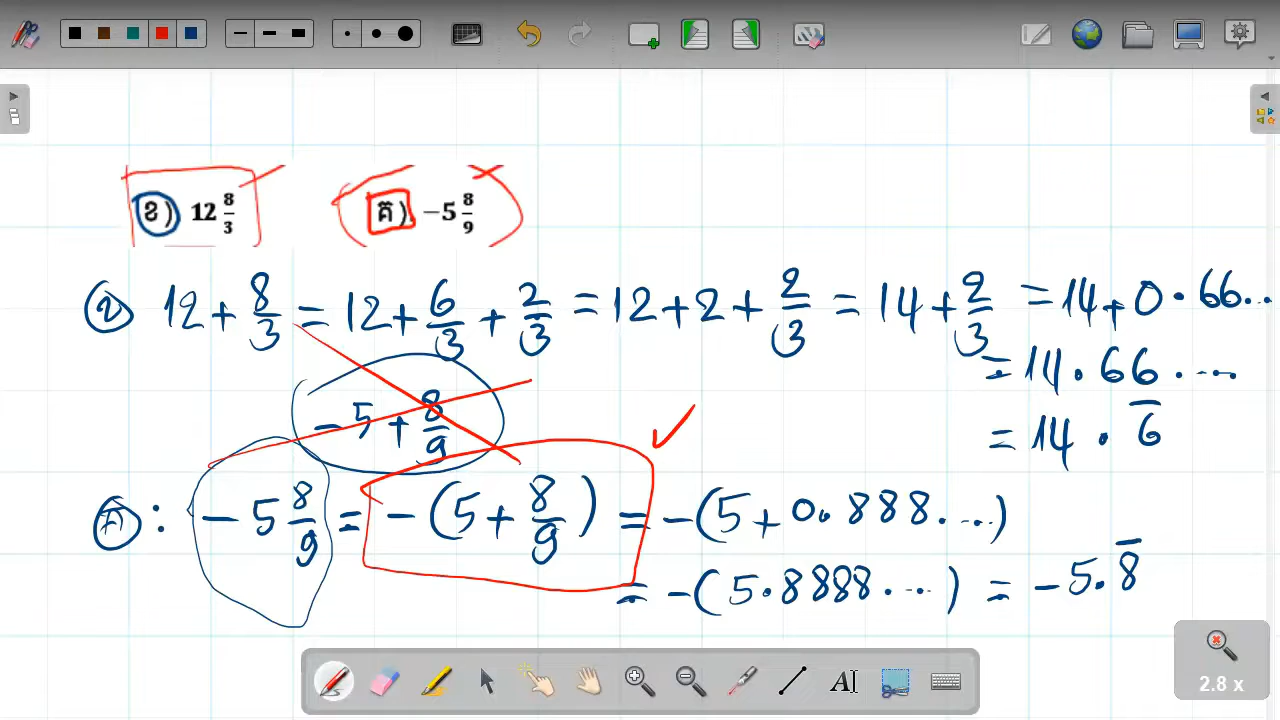 ខ) 12 8/3 គ) −5 8/9
ខ 12 + 8/3 = 12 + 6/3 + 2/3 = 12 + 2 + 2/3 = 14 + 2/3 = 14 + 0.66...
= 14.66...
= 14.6̅
−5 + 8/9
គ : −5 8/9 = −(5 + 8/9) = −(5 + 0.888...)
= −(5.8888...) = −5.8̅
2.8 x